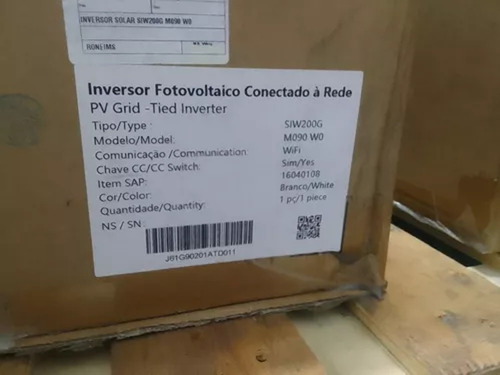 INVERSOR SOLAR SIW200G M090 W0
Inversor Fotovoltaico Conectado à Rede
PV Grid -Tied Inverter
Tipo/Type : SIW200G
Modelo/Model: M090 W0
Comunicação /Communication: WiFi
Chave CC/CC Switch: Sim/Yes
Item SAP: 16040108
Cor/Color: Branco/White
Quantidade/Quantity: 1 pç/1 piece
NS / SN:
J61G90201ATD011